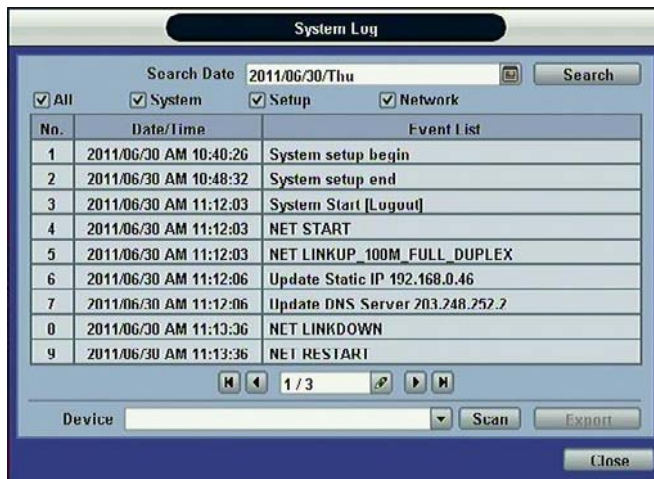 System Log
Search Date 2011/06/30/Thu Search
All System Setup Network
No. Date/Time Event List
1 2011/06/30 AM 10:40:26 System setup begin
2 2011/06/30 AM 10:48:32 System setup end
3 2011/06/30 AM 11:12:03 System Start [Logout]
4 2011/06/30 AM 11:12:03 NET START
5 2011/06/30 AM 11:12:03 NET LINKUP_100M_FULL_DUPLEX
6 2011/06/30 AM 11:12:06 Update Static IP 192.168.0.46
7 2011/06/30 AM 11:12:06 Update DNS Server 203.248.252.2
8 2011/06/30 AM 11:13:36 NET LINKDOWN
9 2011/06/30 AM 11:13:36 NET RESTART
1 / 3
Device Scan Export
Close